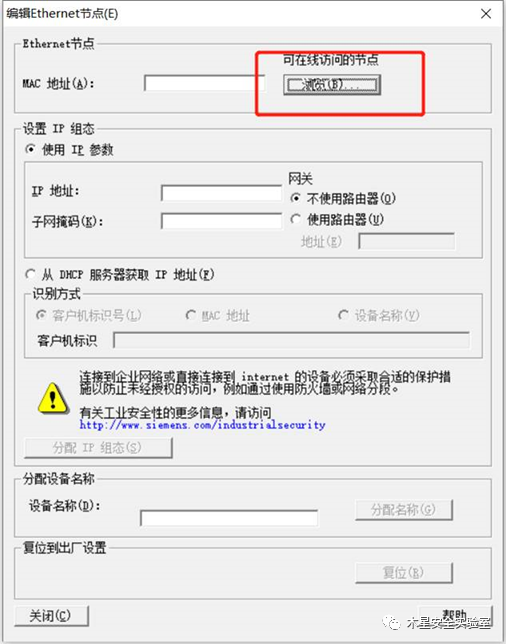 编辑Ethernet节点(E)
Ethernet节点
可在线访问的节点
MAC 地址(A):
浏览(B)...
设置 IP 组态
使用 IP 参数
网关
IP 地址:
不使用路由器(O)
子网掩码(K):
使用路由器(U)
地址(E)
从 DHCP 服务器获取 IP 地址(F)
识别方式
客户机标识号(L)
MAC 地址
设备名称(V)
客户机标识
连接到企业网络或直接连接到 internet 的设备必须采取合适的保护措
施以防止未经授权的访问，例如通过使用防火墙或网络分段。
有关工业安全性的更多信息，请访问
http://www.siemens.com/industrialsecurity
分配 IP 组态(S)
分配设备名称
设备名称(D):
分配名称(G)
复位到出厂设置
复位(R)
关闭(C)
帮助
木星安全实验室